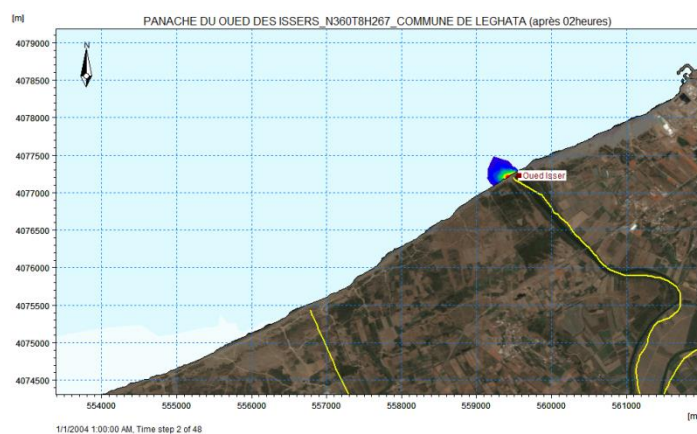 PANACHE DU OUED DES ISSERS_N360T8H267_COMMUNE DE LEGHATA (après 02heures)
[m]
4079000
N
4078500
4078000
4077500
Oued Isser
4077000
4076500
4076000
4075500
4075000
4074500
554000 555000 556000 557000 558000 559000 560000 561000
[m
1/1/2004 1:00:00 AM, Time step 2 of 48